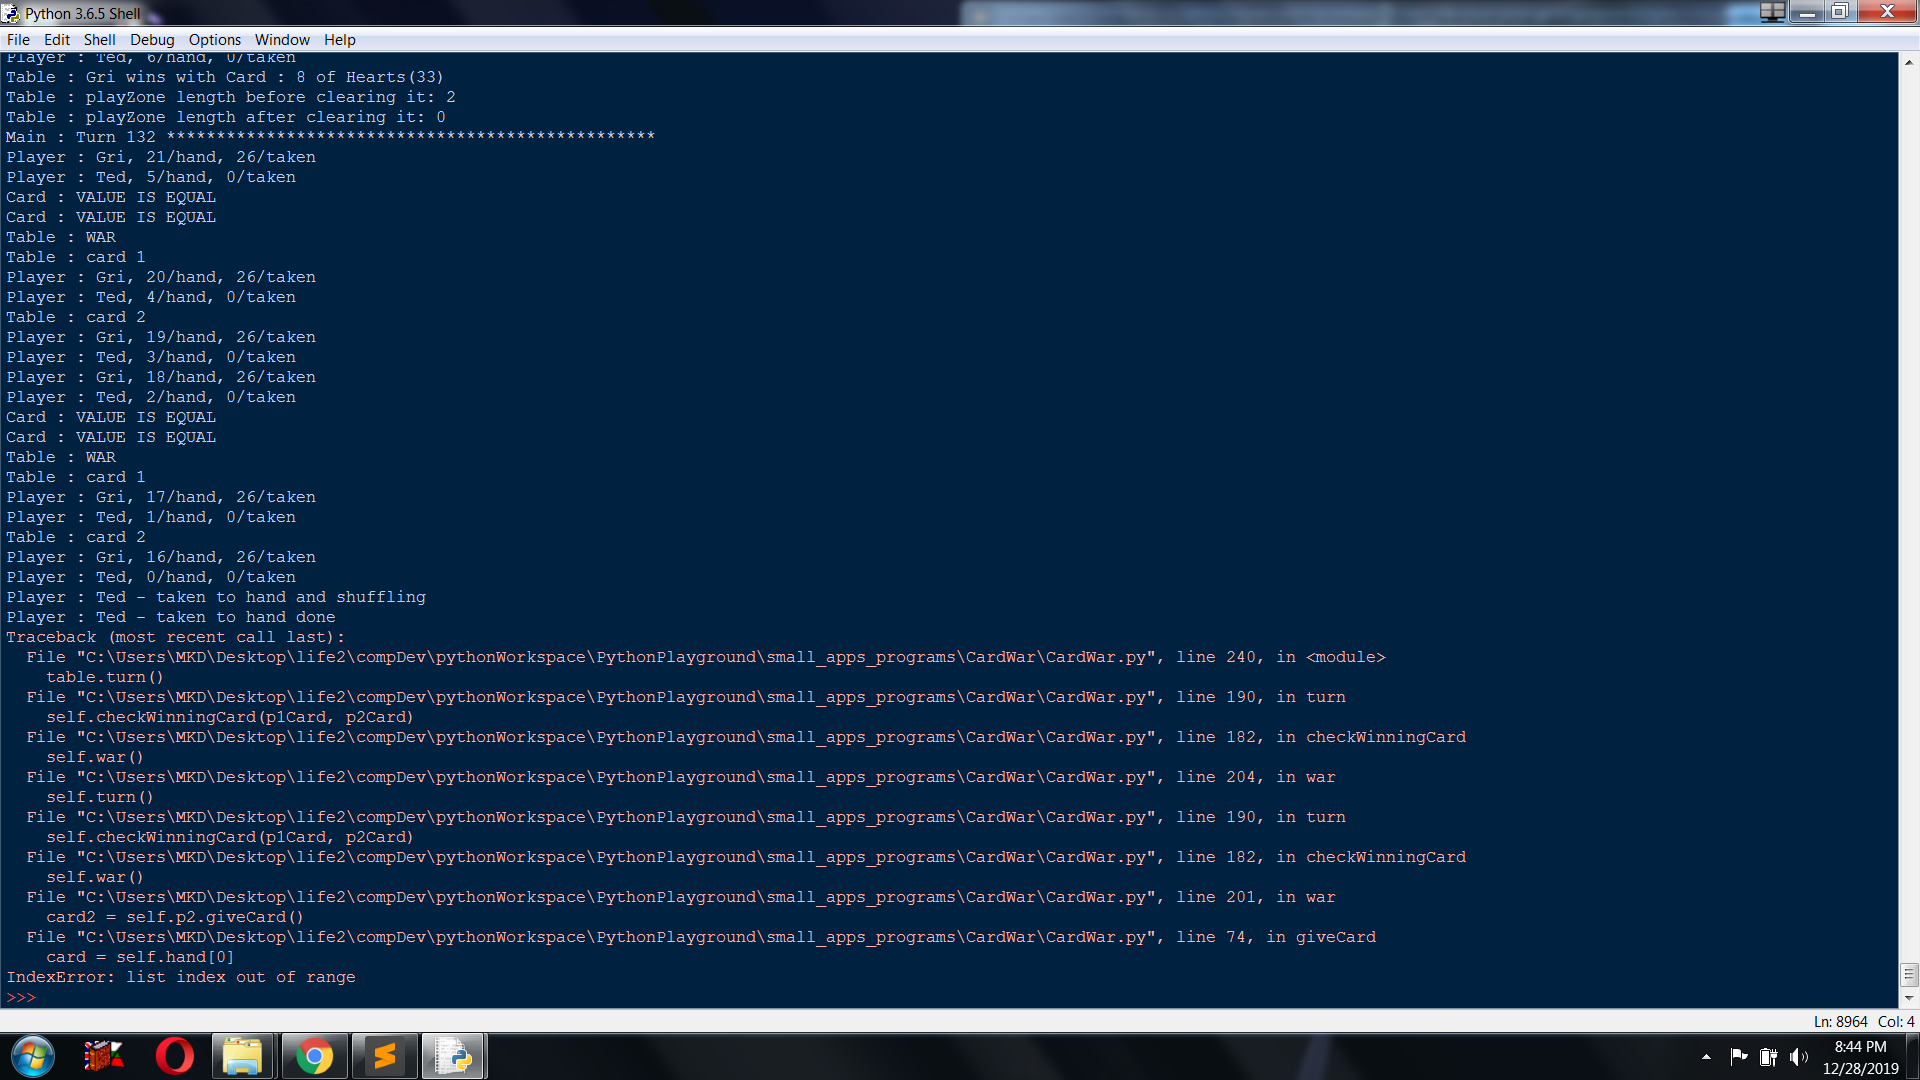 Python 3.6.5 Shell
File Edit Shell Debug Options Window Help
Player : Ted, 6/hand, 0/taken
Table : Gri wins with Card : 8 of Hearts(33)
Table : playZone length before clearing it: 2
Table : playZone length after clearing it: 0
Main : Turn 132 *************************************************
Player : Gri, 21/hand, 26/taken
Player : Ted, 5/hand, 0/taken
Card : VALUE IS EQUAL
Card : VALUE IS EQUAL
Table : WAR
Table : card 1
Player : Gri, 20/hand, 26/taken
Player : Ted, 4/hand, 0/taken
Table : card 2
Player : Gri, 19/hand, 26/taken
Player : Ted, 3/hand, 0/taken
Player : Gri, 18/hand, 26/taken
Player : Ted, 2/hand, 0/taken
Card : VALUE IS EQUAL
Card : VALUE IS EQUAL
Table : WAR
Table : card 1
Player : Gri, 17/hand, 26/taken
Player : Ted, 1/hand, 0/taken
Table : card 2
Player : Gri, 16/hand, 26/taken
Player : Ted, 0/hand, 0/taken
Player : Ted - taken to hand and shuffling
Player : Ted - taken to hand done
Traceback (most recent call last):
  File "C:\Users\MKD\Desktop\life2\compDev\pythonWorkspace\PythonPlayground\small_apps_programs\CardWar\CardWar.py", line 240, in <module>
    table.turn()
  File "C:\Users\MKD\Desktop\life2\compDev\pythonWorkspace\PythonPlayground\small_apps_programs\CardWar\CardWar.py", line 190, in turn
    self.checkWinningCard(p1Card, p2Card)
  File "C:\Users\MKD\Desktop\life2\compDev\pythonWorkspace\PythonPlayground\small_apps_programs\CardWar\CardWar.py", line 182, in checkWinningCard
    self.war()
  File "C:\Users\MKD\Desktop\life2\compDev\pythonWorkspace\PythonPlayground\small_apps_programs\CardWar\CardWar.py", line 204, in war
    self.turn()
  File "C:\Users\MKD\Desktop\life2\compDev\pythonWorkspace\PythonPlayground\small_apps_programs\CardWar\CardWar.py", line 190, in turn
    self.checkWinningCard(p1Card, p2Card)
  File "C:\Users\MKD\Desktop\life2\compDev\pythonWorkspace\PythonPlayground\small_apps_programs\CardWar\CardWar.py", line 182, in checkWinningCard
    self.war()
  File "C:\Users\MKD\Desktop\life2\compDev\pythonWorkspace\PythonPlayground\small_apps_programs\CardWar\CardWar.py", line 201, in war
    card2 = self.p2.giveCard()
  File "C:\Users\MKD\Desktop\life2\compDev\pythonWorkspace\PythonPlayground\small_apps_programs\CardWar\CardWar.py", line 74, in giveCard
    card = self.hand[0]
IndexError: list index out of range
>>>
Ln: 8964 Col: 4
8:44 PM
12/28/2019